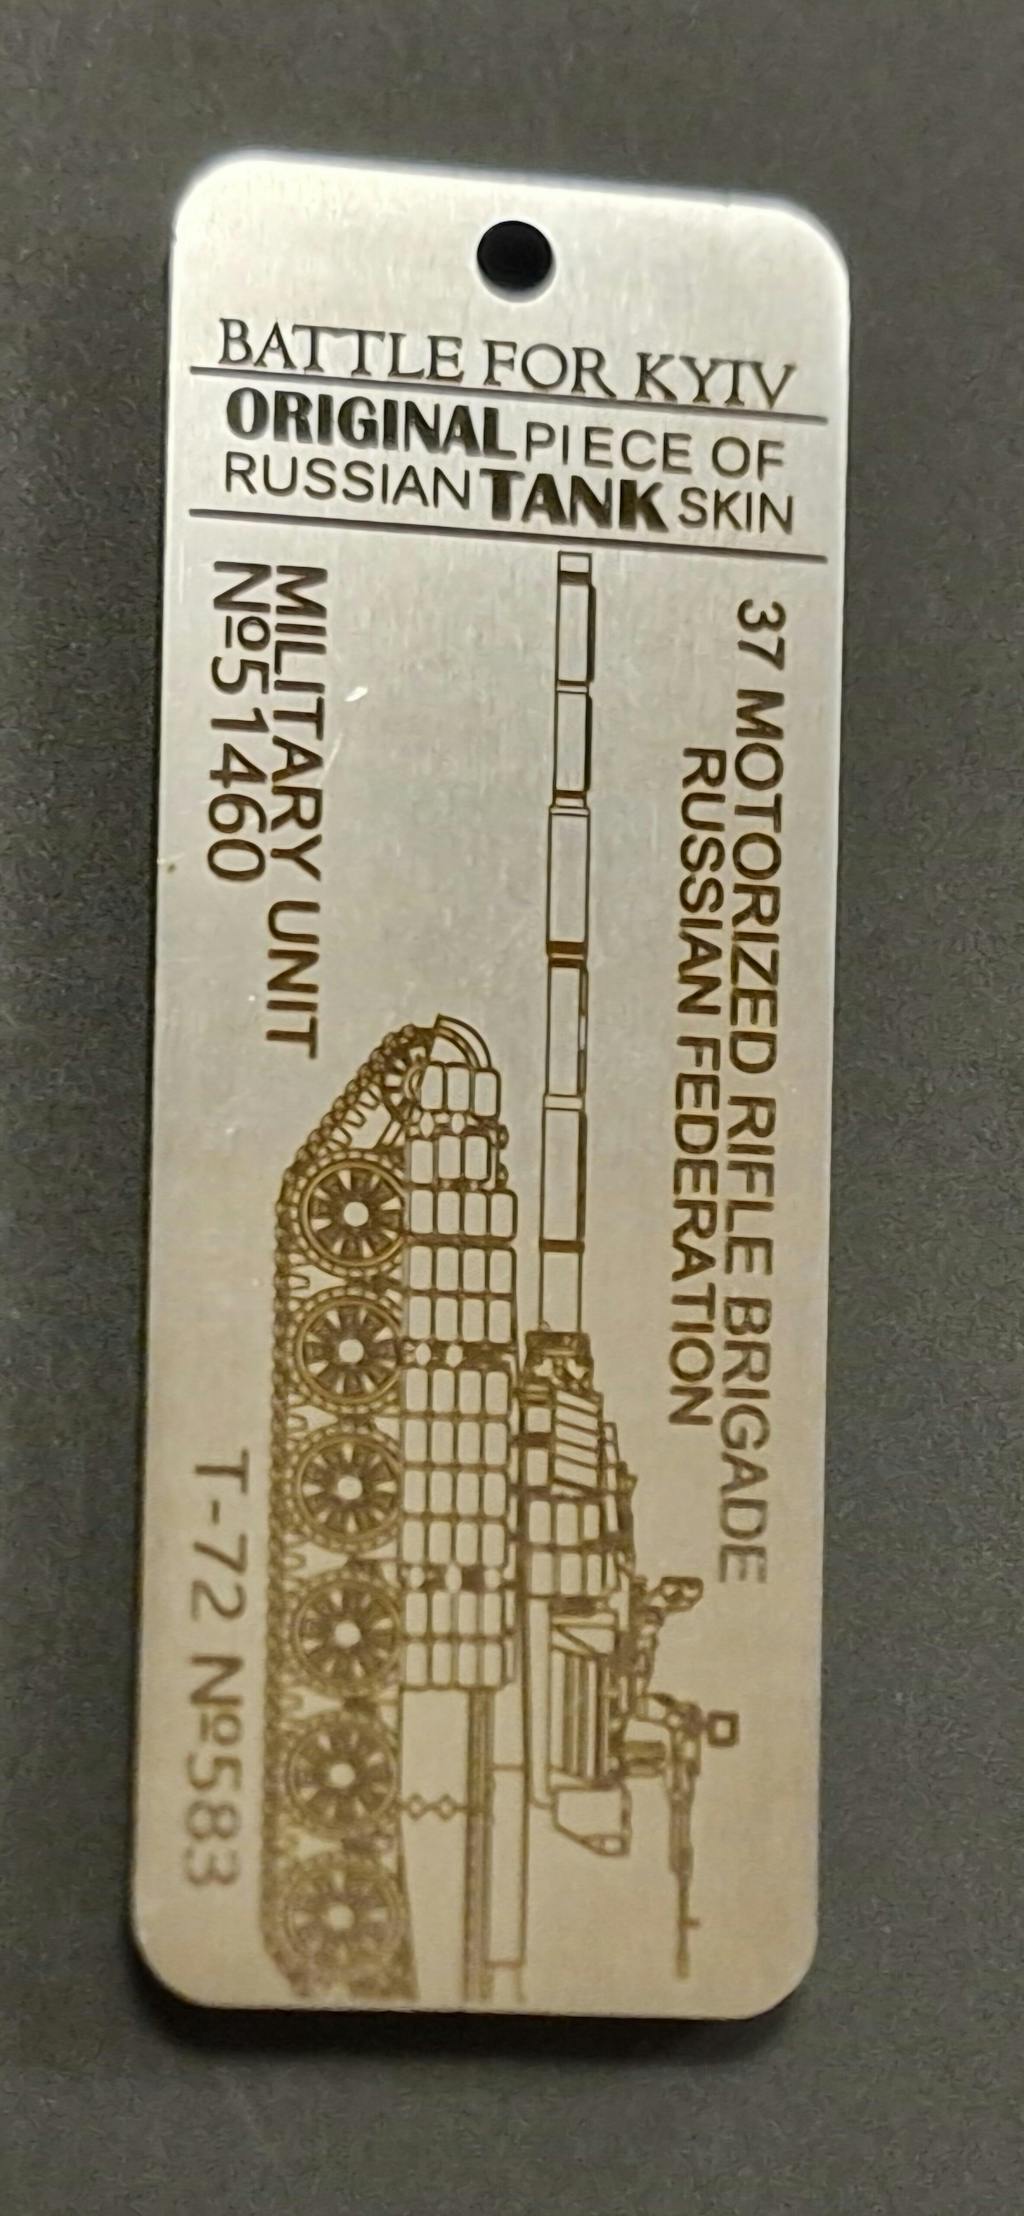 BATTLE FOR KYIV
ORIGINAL PIECE OF
RUSSIAN TANK SKIN
37 MOTORIZED RIFLE BRIGADE
RUSSIAN FEDERATION
MILITARY UNIT
№51460
T-72 №583